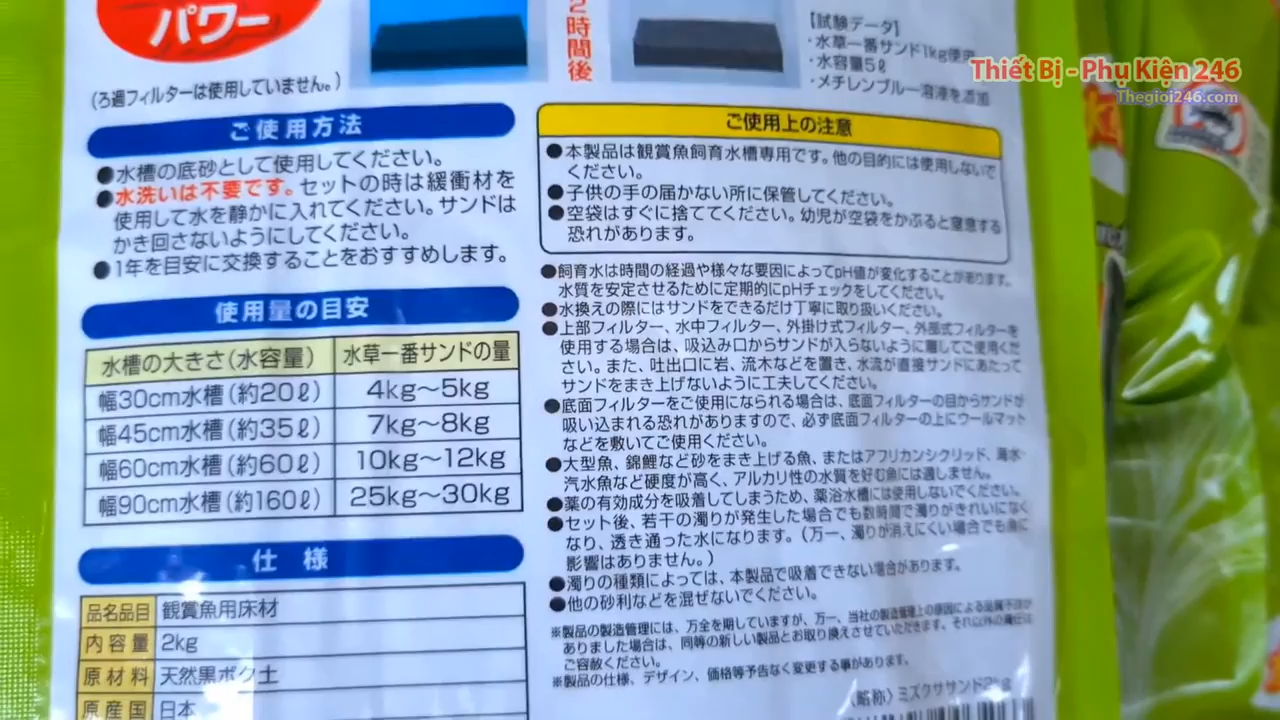 パワー
(ろ過フィルターは使用していません。)
2時間後
【試験データ】
・水草一番サンド1kg使用
・水容量5ℓ
・メチレンブルー溶液を添加
Thiết Bị - Phụ Kiện 246
Thegioi246.com
ご使用方法
●水槽の底砂として使用してください。
●水洗いは不要です。セットの時は緩衝材を
使用して水を静かに入れてください。サンドは
かき回さないようにしてください。
●1年を目安に交換することをおすすめします。
使用量の目安
水槽の大きさ(水容量) 水草一番サンドの量
幅30cm水槽(約20ℓ) 4kg〜5kg
幅45cm水槽(約35ℓ) 7kg〜8kg
幅60cm水槽(約60ℓ) 10kg〜12kg
幅90cm水槽(約160ℓ) 25kg〜30kg
仕様
品名品目 観賞魚用床材
内容量 2kg
原材料 天然黒ボク土
原産国 日本
ご使用上の注意
●本製品は観賞魚飼育水槽専用です。他の目的には使用しないで
ください。
●子供の手の届かない所に保管してください。
●空袋はすぐに捨ててください。幼児が空袋をかぶると窒息する
恐れがあります。
●飼育水は時間の経過や様々な要因によってpH値が変化することがあります。
水質を安定させるために定期的にpHチェックをしてください。
●水換えの際にはサンドをできるだけ丁寧に取り扱いください。
●上部フィルター、水中フィルター、外掛け式フィルター、外部式フィルターを
使用する場合は、吸込み口からサンドが入らないように離してご使用くだ
さい。また、吐出口に岩、流木などを置き、水流が直接サンドにあたって
サンドをまき上げないように工夫してください。
●底面フィルターをご使用になられる場合は、底面フィルターの目からサンドが
吸い込まれる恐れがありますので、必ず底面フィルターの上にウールマット
などを敷いてご使用ください。
●大型魚、錦鯉など砂をまき上げる魚、またはアフリカンシクリッド、海水・
汽水魚など硬度が高く、アルカリ性の水質を好む魚には適しません。
●薬の有効成分を吸着してしまうため、薬浴水槽には使用しないでください。
●セット後、若干の濁りが発生した場合でも数時間で濁りがきれいになく
なり、透き通った水になります。(万一、濁りが消えにくい場合でも魚に
影響はありません。)
●濁りの種類によっては、本製品で吸着できない場合があります。
●他の砂利などを混ぜないでください。
※製品の製造管理には、万全を期していますが、万一、当社の製造管理上の原因による品質不良が
ありました場合は、同等の新しい製品とお取り換えさせていただきます。それ以外の責任は
ご容赦ください。
※製品の仕様、デザイン、価格等予告なく変更する事があります。
〈略称〉ミズクササンド2kg